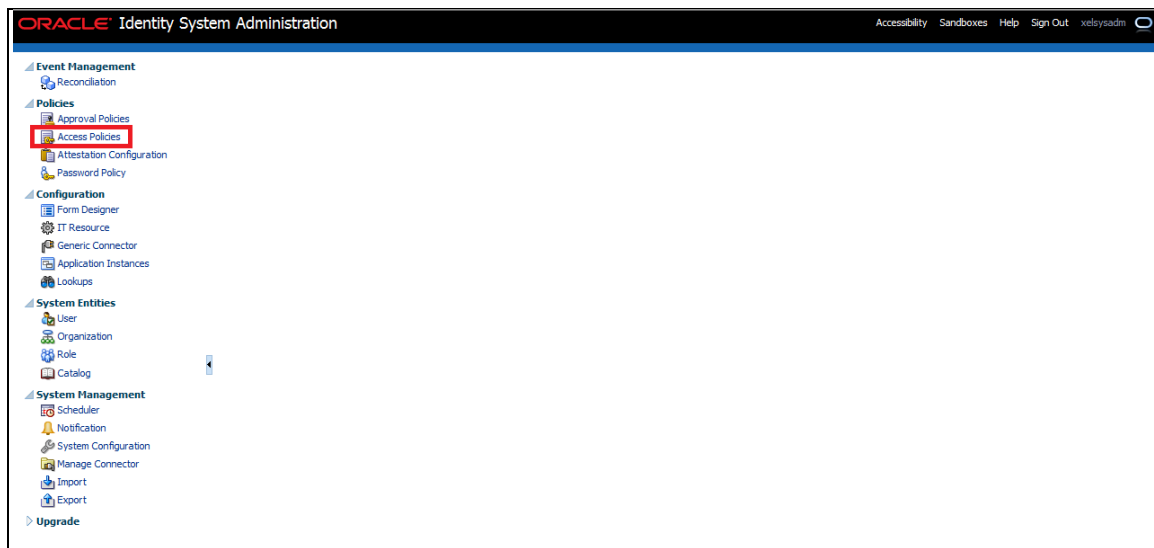 ORACLE® Identity System Administration
Accessibility Sandboxes Help Sign Out xelsysadm
Event Management
Reconciliation
Policies
Approval Policies
Access Policies
Attestation Configuration
Password Policy
Configuration
Form Designer
IT Resource
Generic Connector
Application Instances
Lookups
System Entities
User
Organization
Role
Catalog
System Management
Scheduler
Notification
System Configuration
Manage Connector
Import
Export
Upgrade